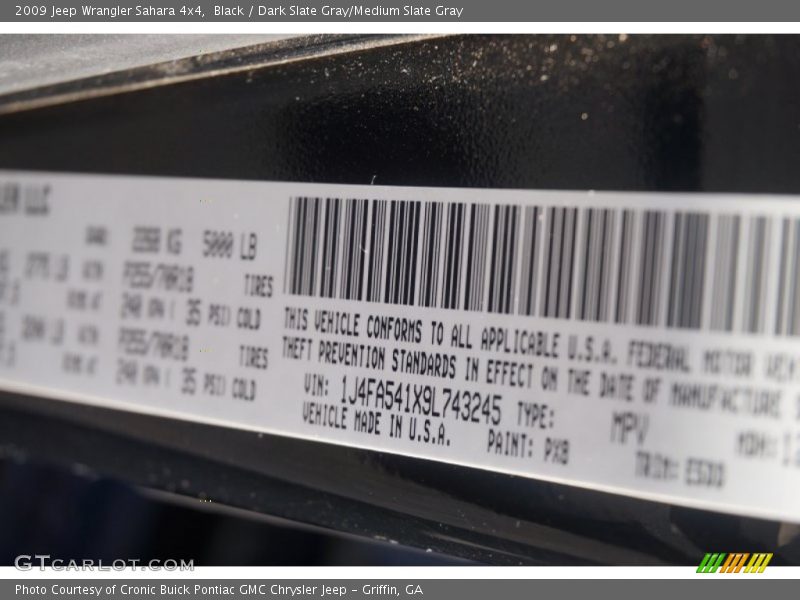 2009 Jeep Wrangler Sahara 4x4, Black / Dark Slate Gray/Medium Slate Gray
LLC
2268 KG 5000 LB
P255/70R18 TIRES
240 KPA ( 35 PSI) COLD
P255/70R18 TIRES
240 KPA ( 35 PSI) COLD
THIS VEHICLE CONFORMS TO ALL APPLICABLE U.S.A. FEDERAL MOTOR
THEFT PREVENTION STANDARDS IN EFFECT ON THE DATE OF MANUFACTURE
VIN: 1J4FA541X9L743245 TYPE: MPV
VEHICLE MADE IN U.S.A. PAINT: PX8 MDH:
TRIM:
GTCARLOT.COM
Photo Courtesy of Cronic Buick Pontiac GMC Chrysler Jeep - Griffin, GA